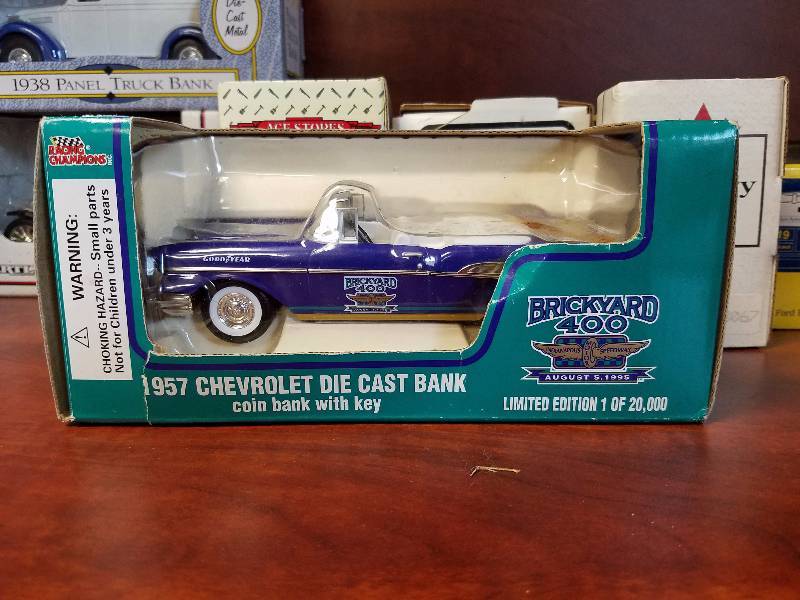 Die-
Cast
Metal
1938 PANEL TRUCK BANK
ACE STORES
RACING
CHAMPIONS
WARNING:
CHOKING HAZARD-- Small parts
Not for Children under 3 years
GOODYEAR
BRICKYARD
400
BRICKYARD
400
INDIANAPOLIS SPEEDWAY
AUGUST 5, 1995
1957 CHEVROLET DIE CAST BANK
coin bank with key
LIMITED EDITION 1 OF 20,000